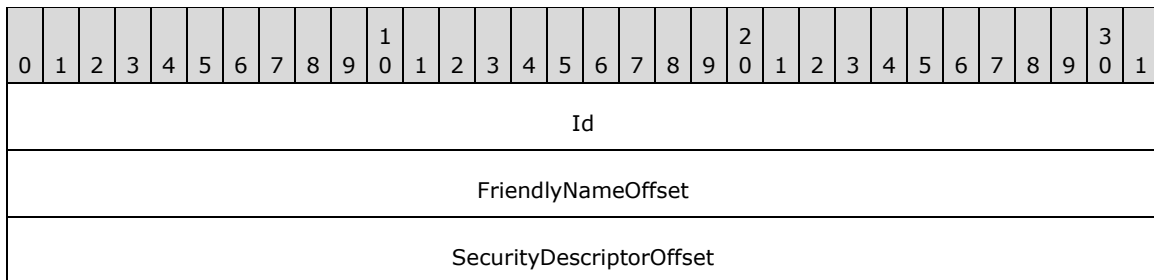 1 2 3
0 1 2 3 4 5 6 7 8 9 0 1 2 3 4 5 6 7 8 9 0 1 2 3 4 5 6 7 8 9 0 1
Id
FriendlyNameOffset
SecurityDescriptorOffset